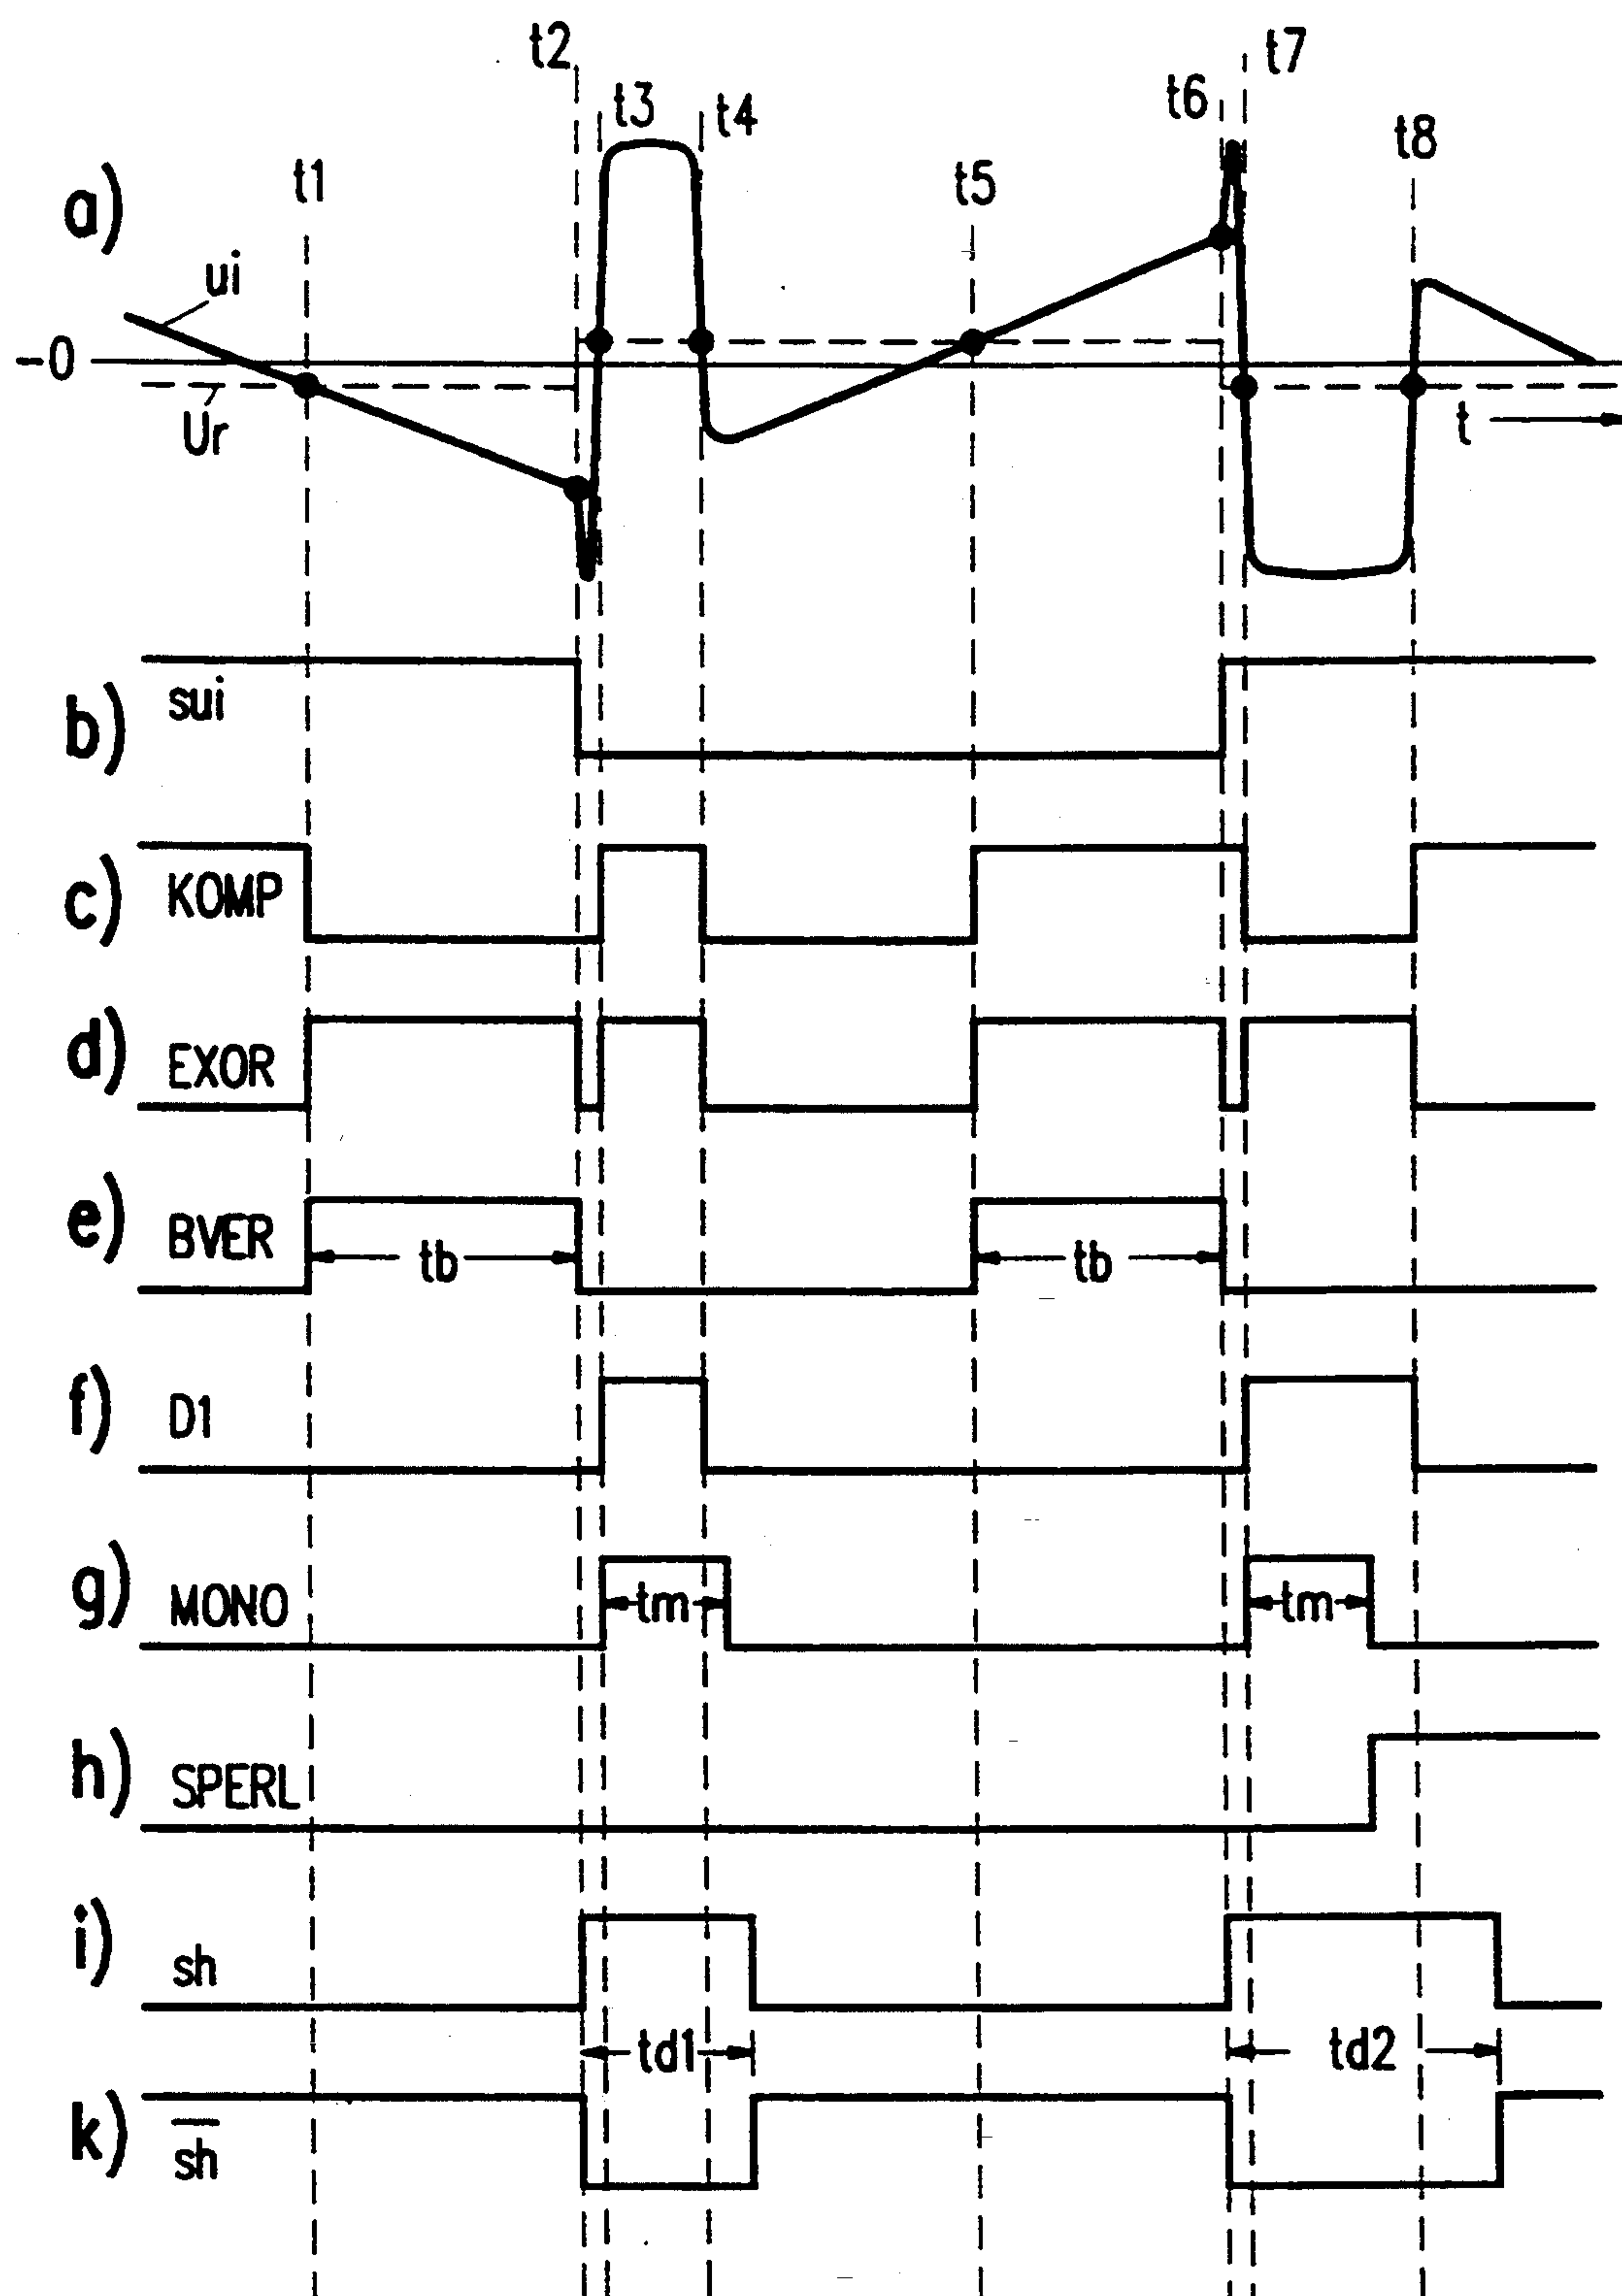 t2
t7
t6
t3
t4
t8
t1
t5
a)
ui
-0
Ur
t
b)
sui
c)
KOMP
d)
EXOR
e)
BVER
tb
tb
f)
D1
g)
MONO
tm
tm
h)
SPERL
i)
sh
td1
td2
k)
s̅h̅